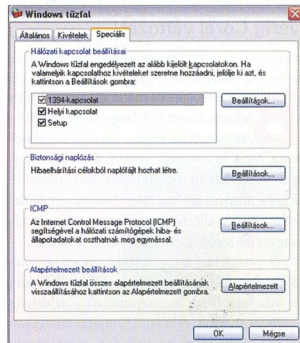 Windows tűzfal
Általános Kivételek Speciális
Hálózati kapcsolat beállításai
A Windows tűzfal engedélyezett az alább kijelölt kapcsolatokon. Ha
valamelyik kapcsolathoz kivételeket szeretne hozzáadni, jelölje ki azt, és
kattintson a Beállítások gombra:
1394-kapcsolat
Helyi kapcsolat
Setup
Beállítások...
Biztonsági naplózás
Hibaelhárítási célokból naplófájlt hozhat létre.
Beállítások...
ICMP
Az Internet Control Message Protocol (ICMP)
segítségével a hálózati számítógépek hiba- és
állapotadatokat oszthatnak meg egymással.
Beállítások...
Alapértelmezett beállítások
A Windows tűzfal összes alapértelmezett beállításának
visszaállításához kattintson az Alapértelmezett gombra.
Alapértelmezett
OK Mégse